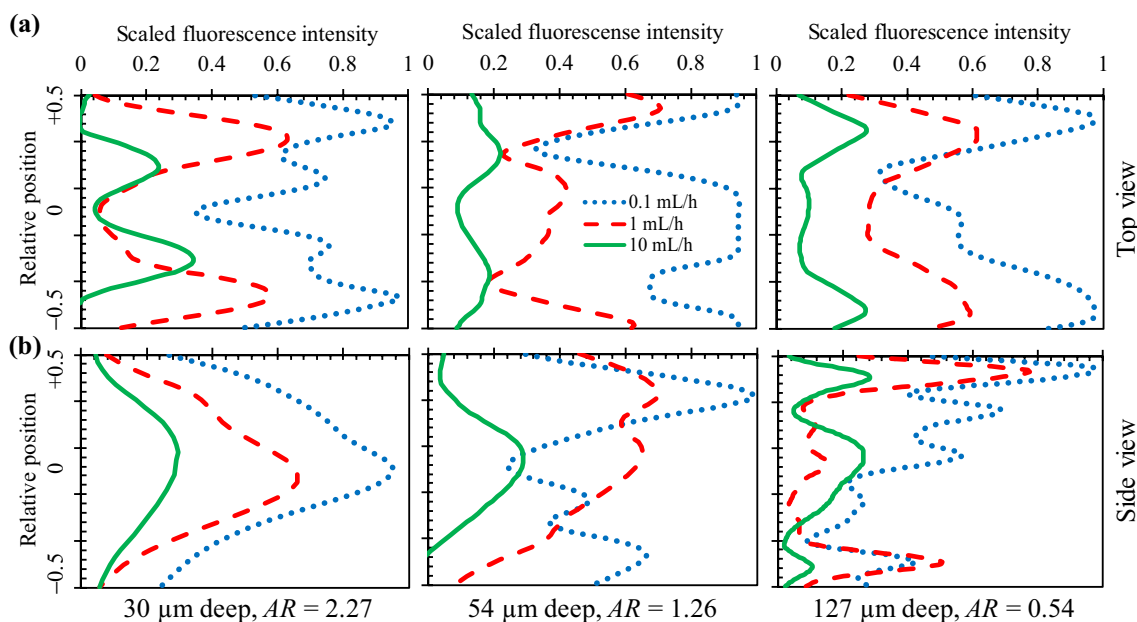 (a)
Scaled fluorescence intensity
Scaled fluorescense intensity
Scaled fluorescence intensity
0 0.2 0.4 0.6 0.8 1
0 0.2 0.4 0.6 0.8 1
0 0.2 0.4 0.6 0.8 1
+0.5
0
−0.5
Relative position
0.1 mL/h
1 mL/h
10 mL/h
Top view
(b)
+0.5
0
−0.5
Relative position
Side view
30 µm deep, AR = 2.27
54 µm deep, AR = 1.26
127 µm deep, AR = 0.54